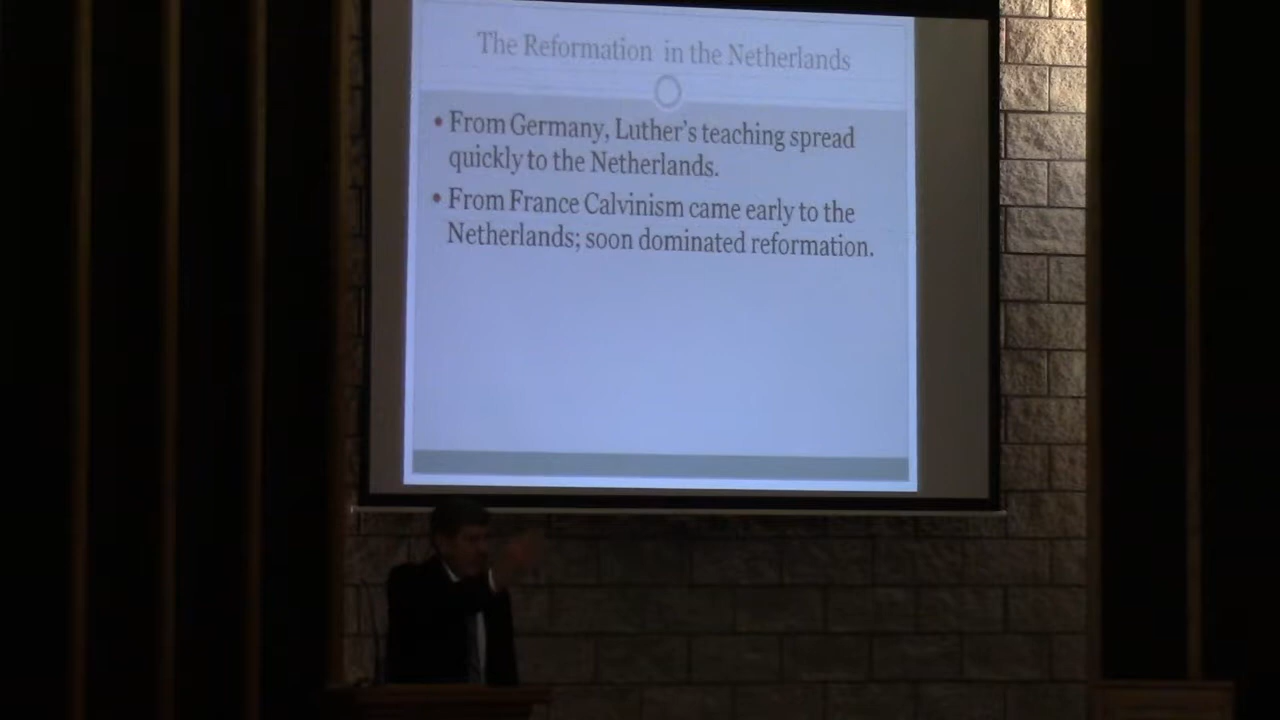 The Reformation in the Netherlands
• From Germany, Luther's teaching spread
quickly to the Netherlands.
• From France Calvinism came early to the
Netherlands; soon dominated reformation.